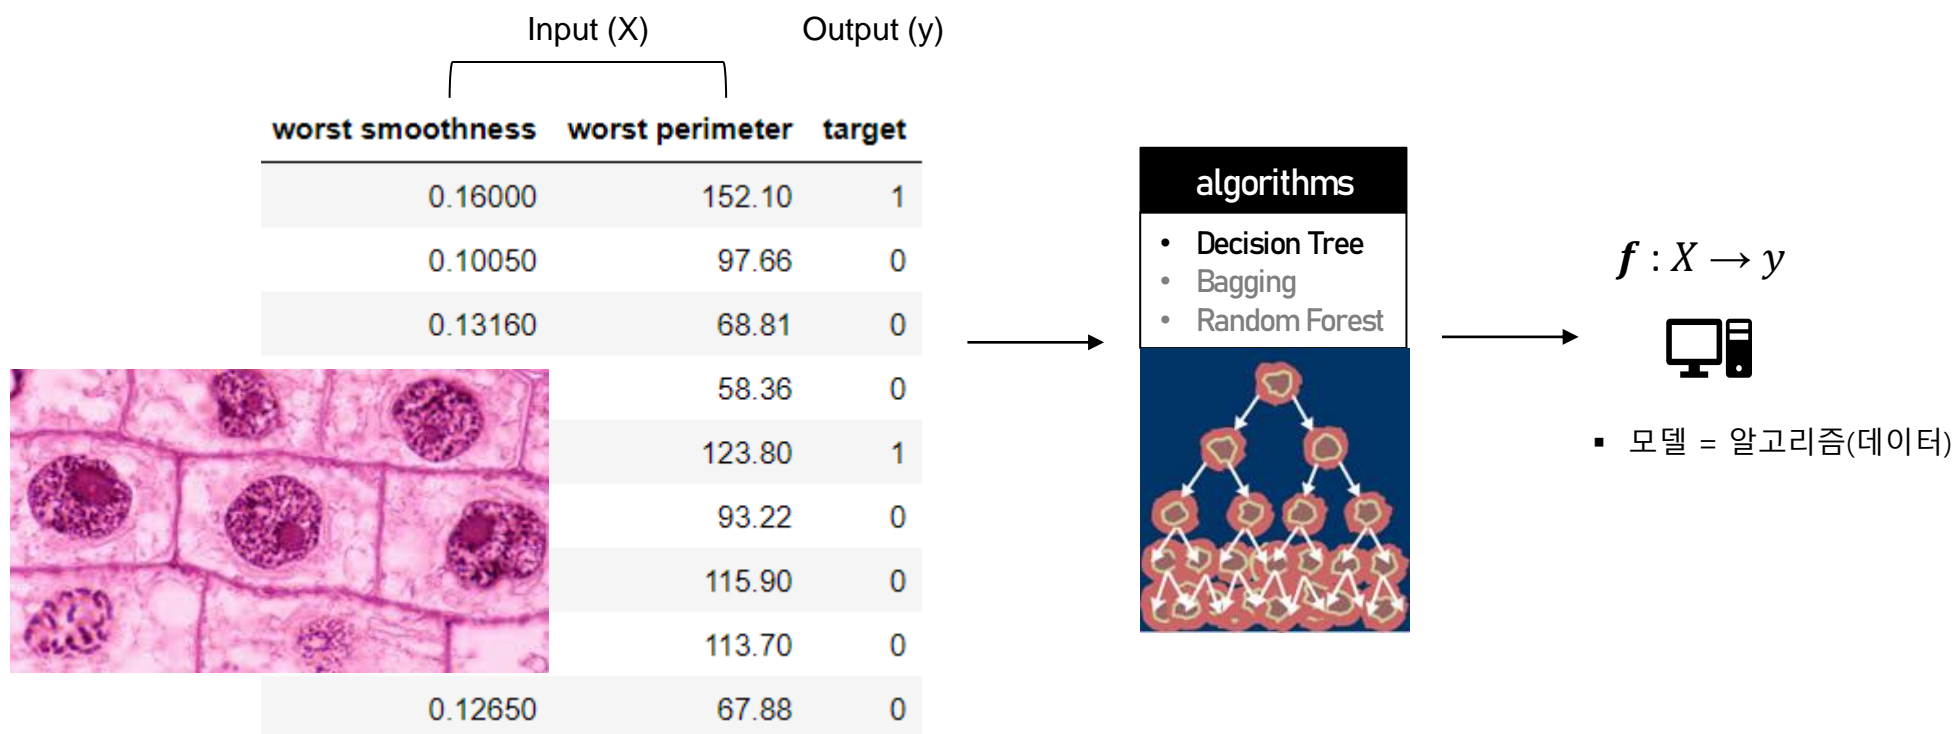 Input (X) Output (y)
worst smoothness worst perimeter target
0.16000 152.10 1
0.10050 97.66 0
0.13160 68.81 0
58.36 0
123.80 1
93.22 0
115.90 0
113.70 0
0.12650 67.88 0
algorithms
• Decision Tree
• Bagging
• Random Forest
f : X → y
▪ 모델 = 알고리즘(데이터)